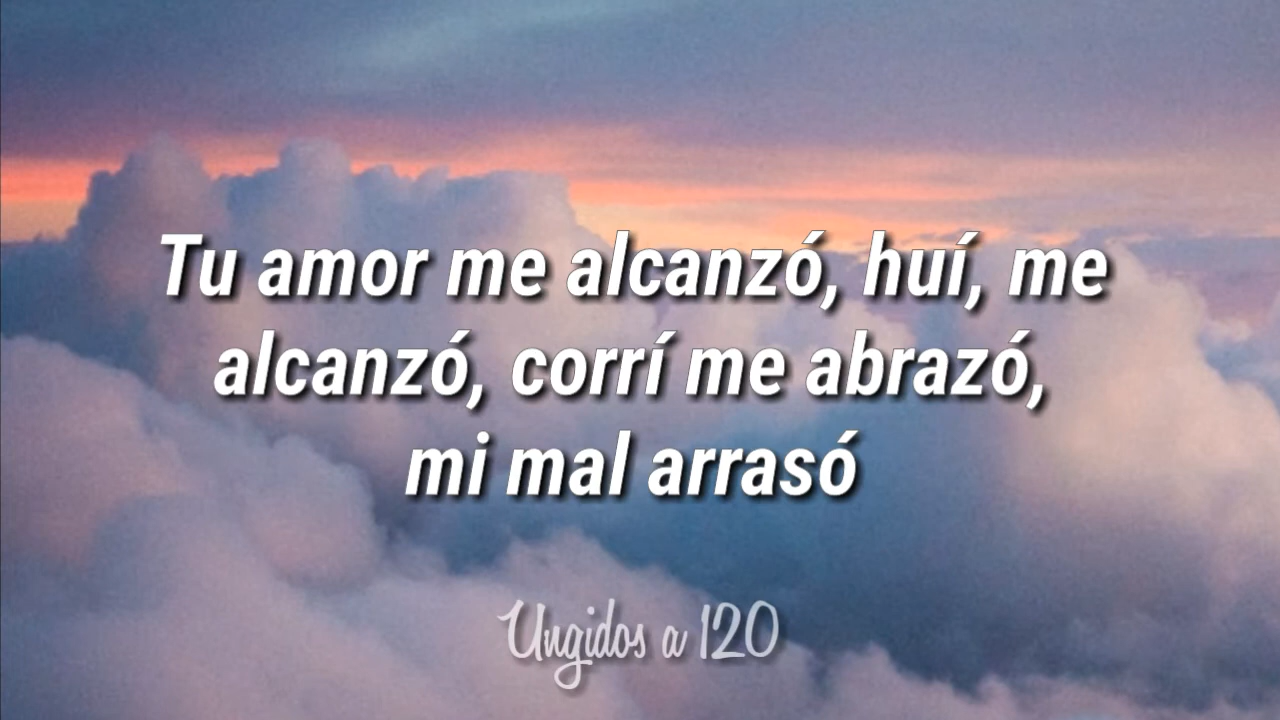 Tu amor me alcanzó, huí, me
alcanzó, corrí me abrazó,
mi mal arrasó
Ungidos a 120